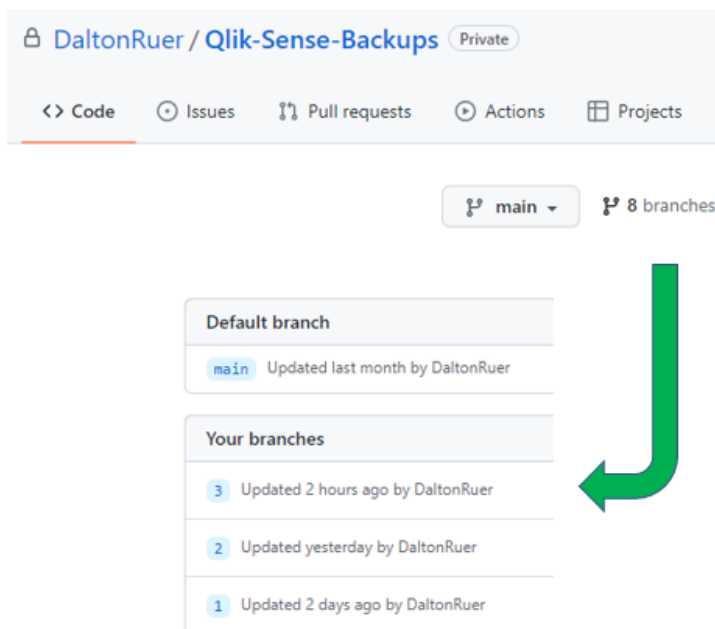 DaltonRuer / Qlik-Sense-Backups Private
<> Code Issues Pull requests Actions Projects
main 8 branches
Default branch
main Updated last month by DaltonRuer
Your branches
3 Updated 2 hours ago by DaltonRuer
2 Updated yesterday by DaltonRuer
1 Updated 2 days ago by DaltonRuer